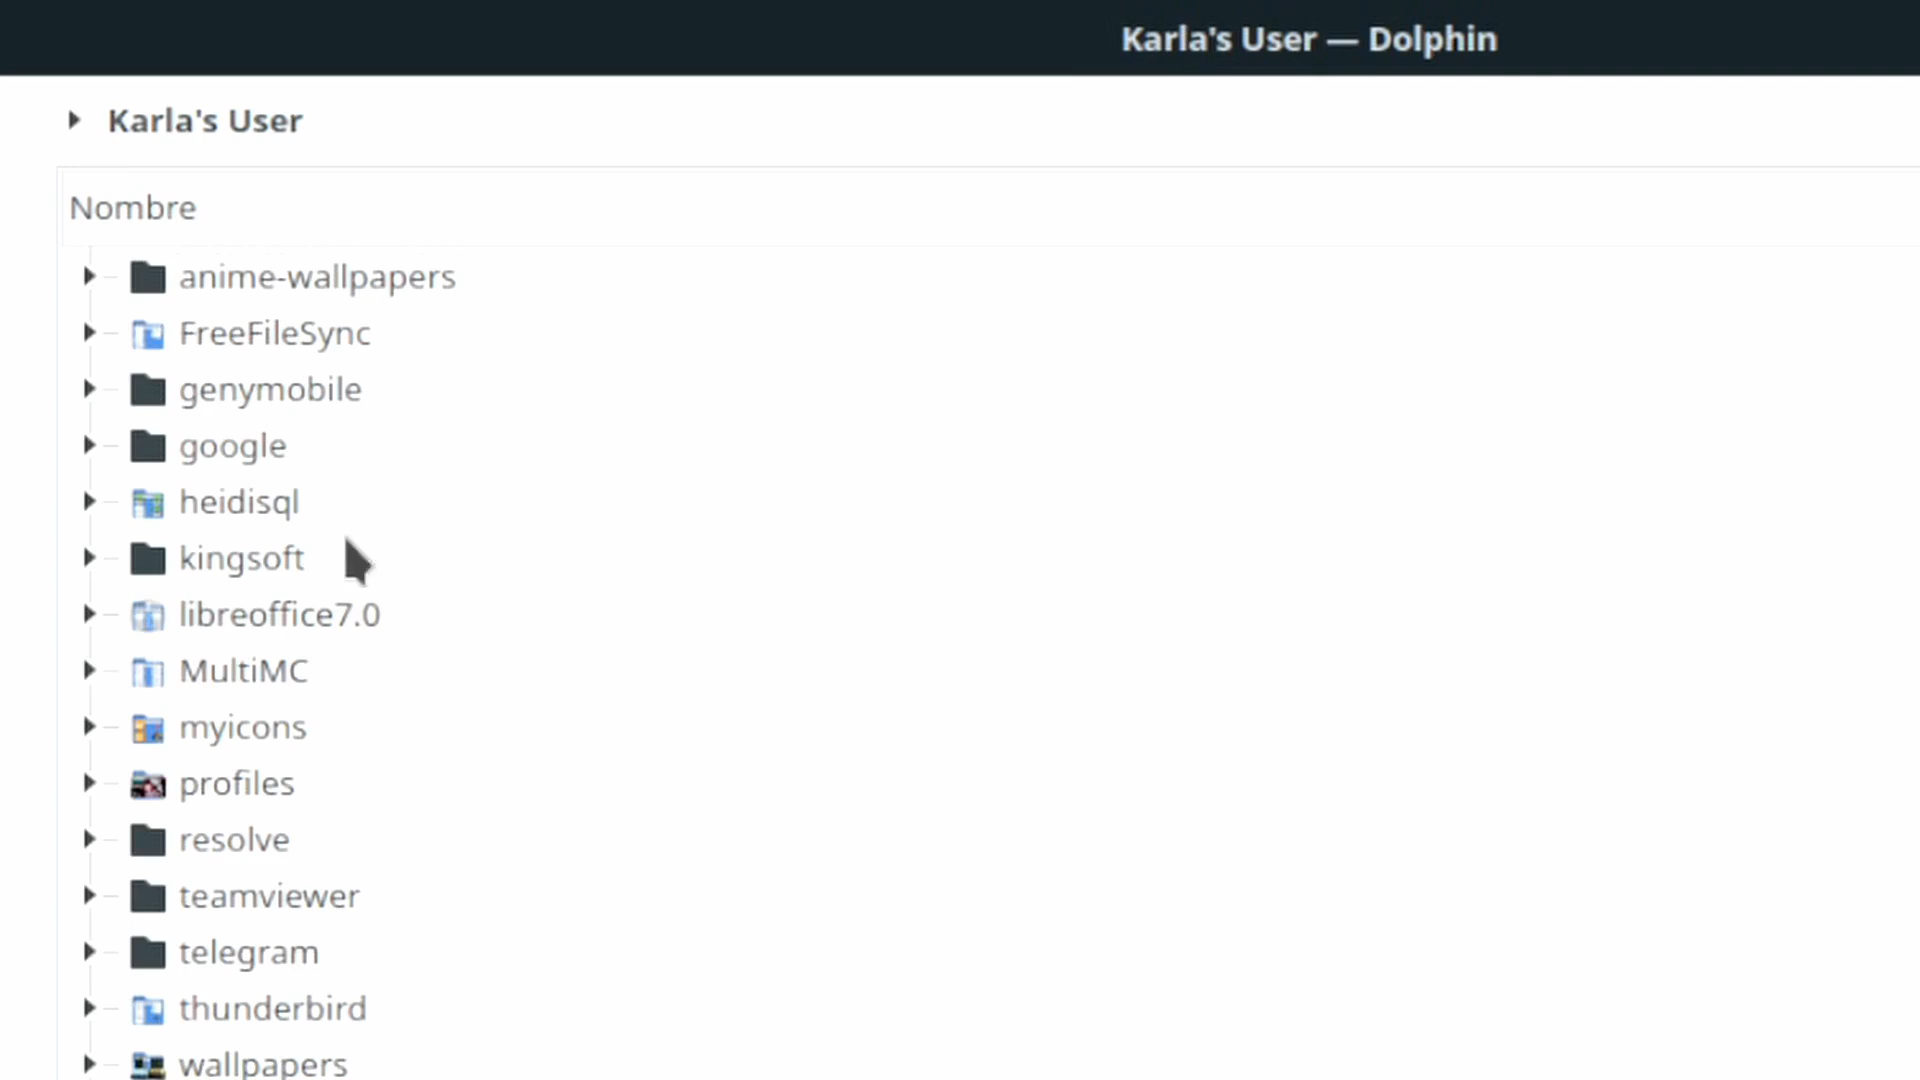 Karla's User — Dolphin
Karla's User
Nombre
anime-wallpapers
FreeFileSync
genymobile
google
heidisql
kingsoft
libreoffice7.0
MultiMC
myicons
profiles
resolve
teamviewer
telegram
thunderbird
wallpapers